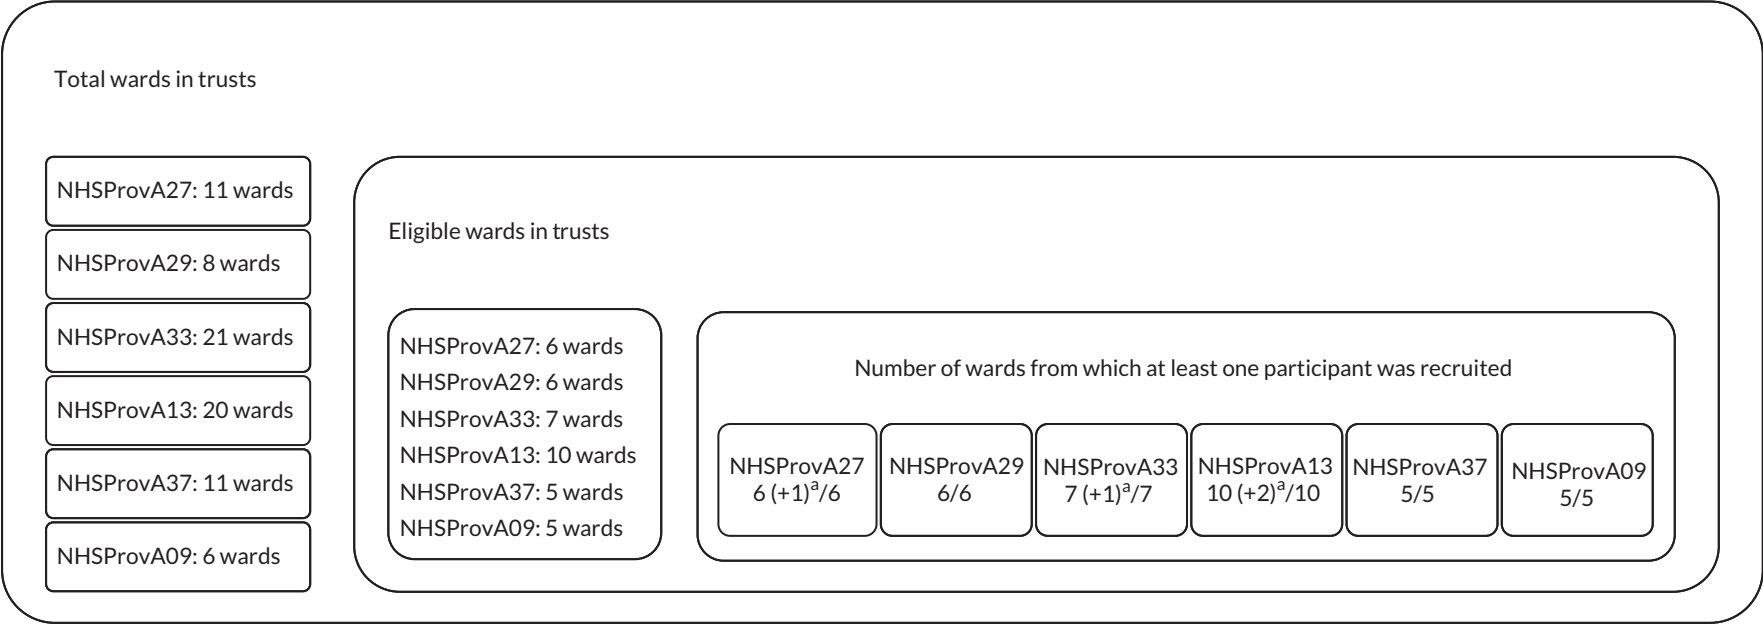 Total wards in trusts
NHSProvA27: 11 wards
NHSProvA29: 8 wards
NHSProvA33: 21 wards
NHSProvA13: 20 wards
NHSProvA37: 11 wards
NHSProvA09: 6 wards
Eligible wards in trusts
NHSProvA27: 6 wards
NHSProvA29: 6 wards
NHSProvA33: 7 wards
NHSProvA13: 10 wards
NHSProvA37: 5 wards
NHSProvA09: 5 wards
Number of wards from which at least one participant was recruited
NHSProvA27
6 (+1)ᵃ/6
NHSProvA29
6/6
NHSProvA33
7 (+1)ᵃ/7
NHSProvA13
10 (+2)ᵃ/10
NHSProvA37
5/5
NHSProvA09
5/5